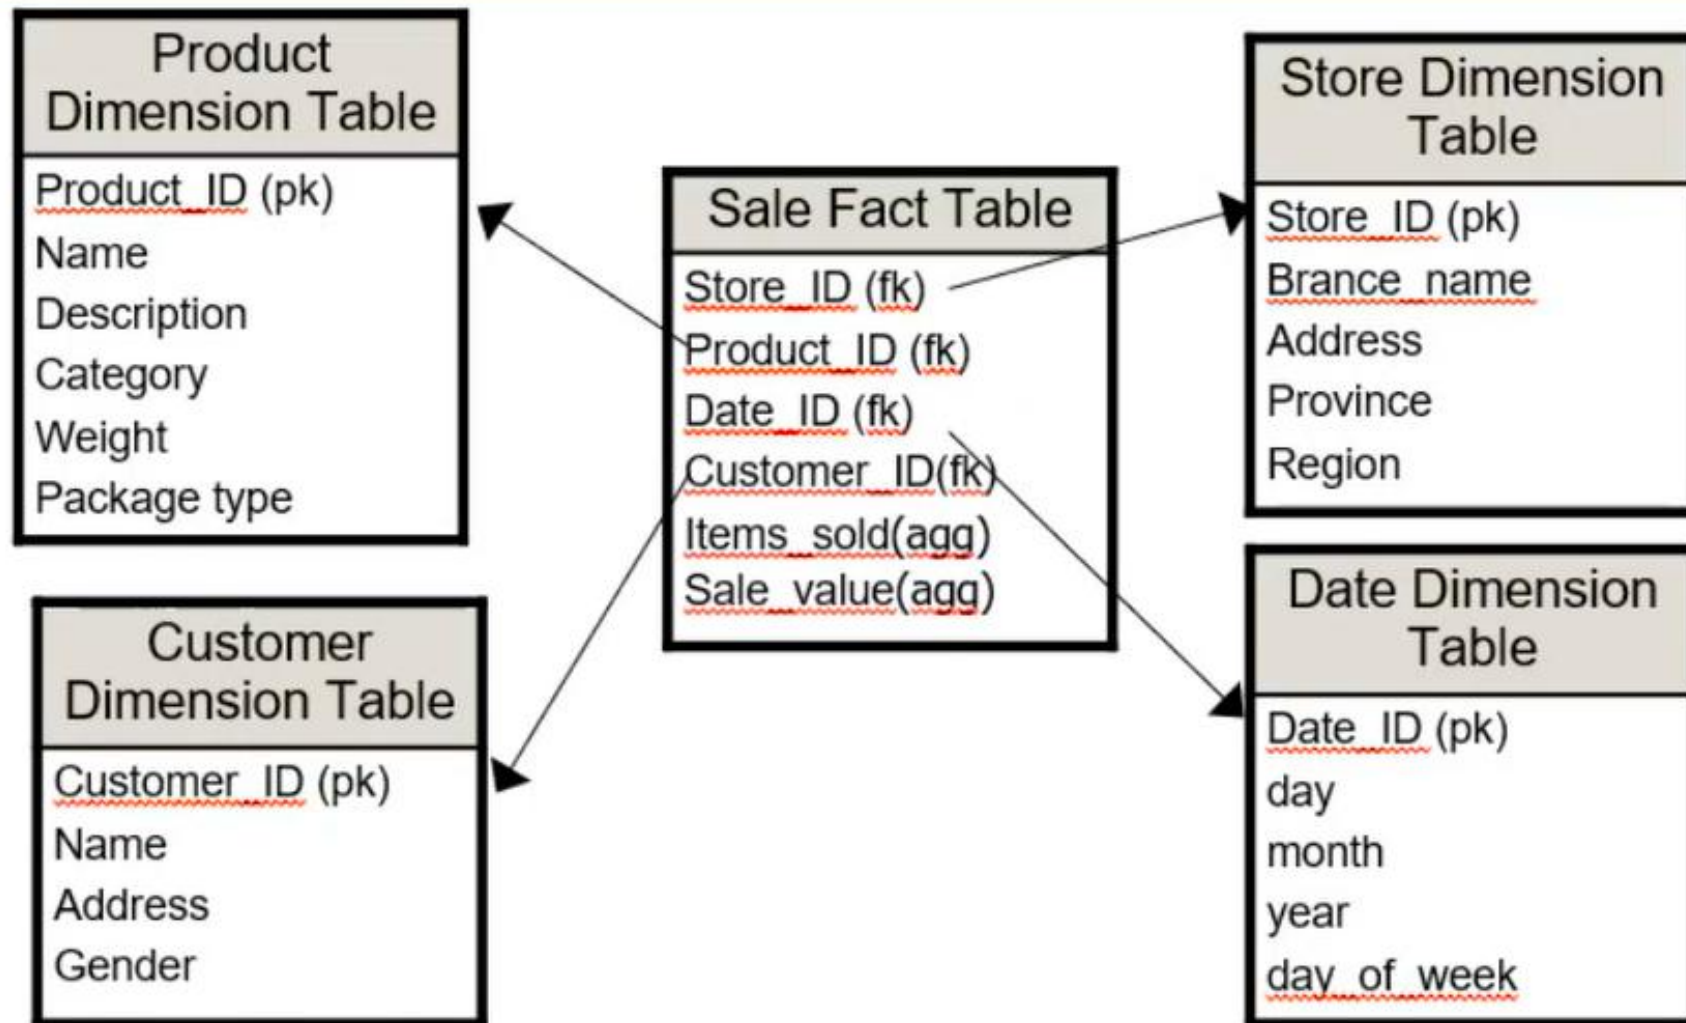 Product
Dimension Table
Product_ID (pk)
Name
Description
Category
Weight
Package type
Customer
Dimension Table
Customer_ID (pk)
Name
Address
Gender
Sale Fact Table
Store_ID (fk)
Product_ID (fk)
Date_ID (fk)
Customer_ID(fk)
Items_sold(agg)
Sale_value(agg)
Store Dimension
Table
Store_ID (pk)
Brance_name
Address
Province
Region
Date Dimension
Table
Date_ID (pk)
day
month
year
day_of_week